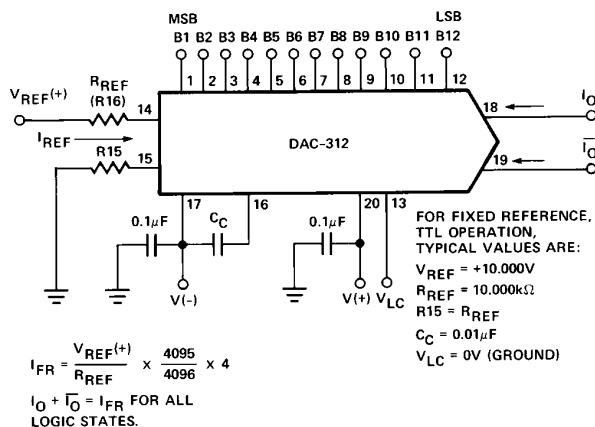 MSB LSB
B1 B2 B3 B4 B5 B6 B7 B8 B9 B10 B11 B12
1 2 3 4 5 6 7 8 9 10 11 12
V_REF(+)
R_REF
(R16)
14
I_REF
R15
15
DAC-312
18
I_O
19
I̅_O̅
17
16
20
13
0.1μF
C_C
0.1μF
V(-)
V(+)
V_LC
FOR FIXED REFERENCE,
TTL OPERATION,
TYPICAL VALUES ARE:
V_REF = +10.000V
R_REF = 10.000kΩ
R15 = R_REF
C_C = 0.01μF
V_LC = 0V (GROUND)
I_FR = V_REF(+) / R_REF × 4095 / 4096 × 4
I_O + I̅_O̅ = I_FR FOR ALL
LOGIC STATES.